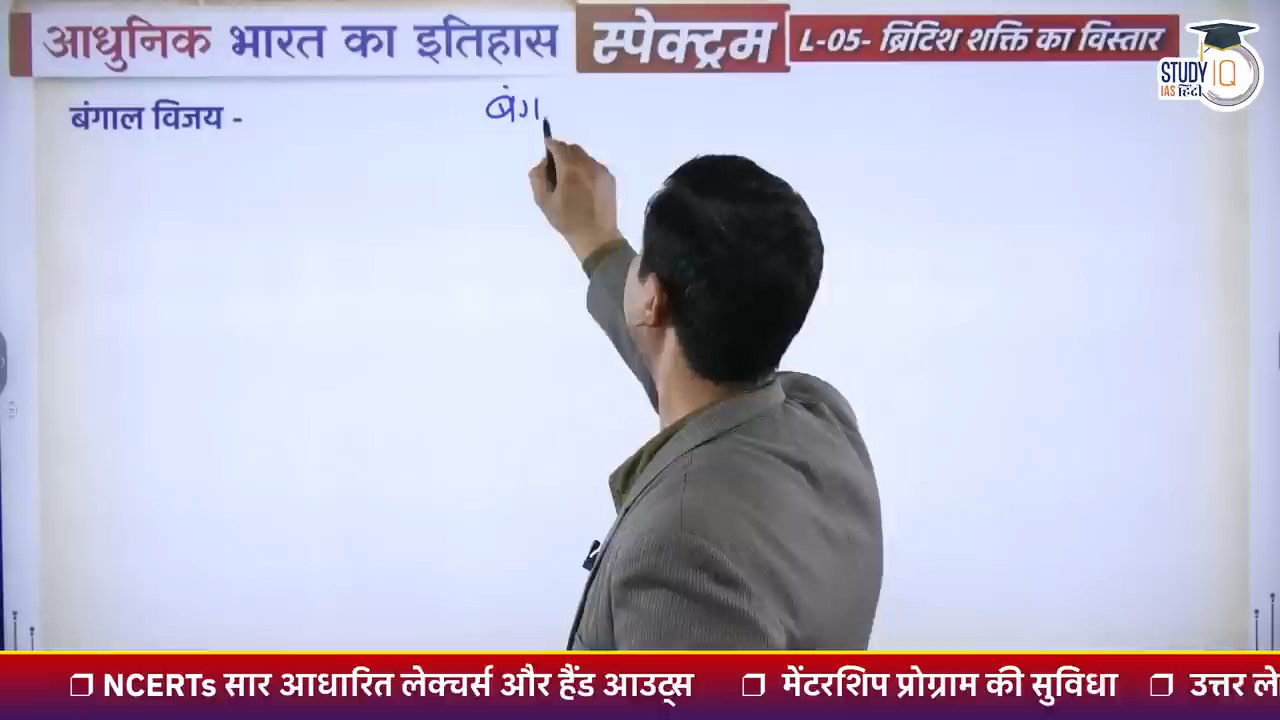 आधुनिक भारत का इतिहास स्पेक्ट्रम L-05- ब्रिटिश शक्ति का विस्तार
STUDY IQ
IAS हिंदी
बंगाल विजय - बंग
❐ NCERTs सार आधारित लेक्चर्स और हैंड आउट्स ❐ मेंटरशिप प्रोग्राम की सुविधा ❐ उत्तर ले